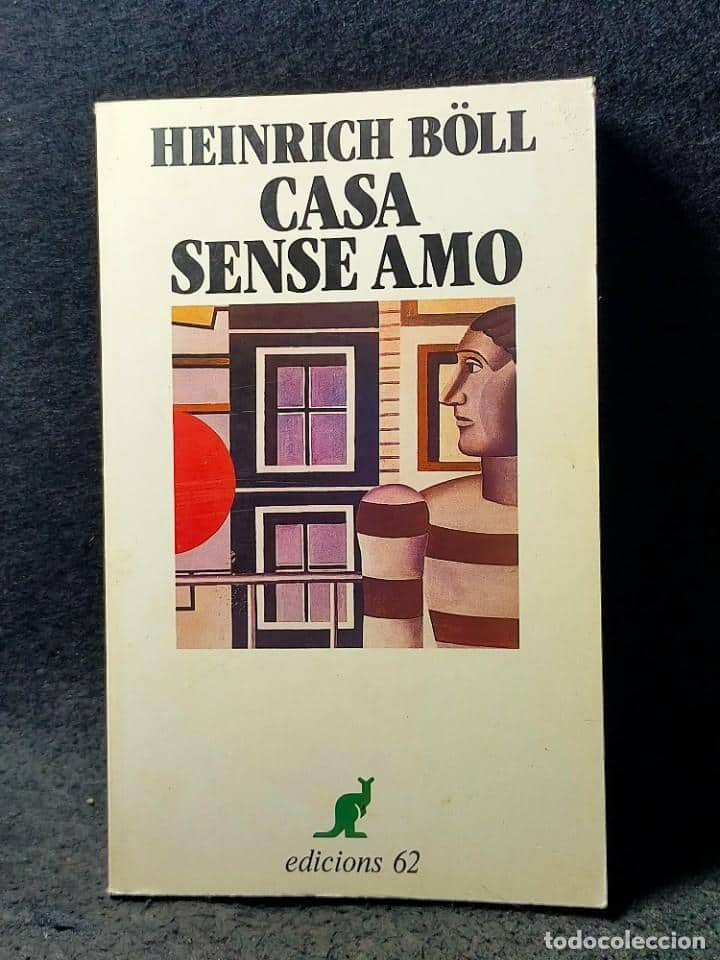 HEINRICH BÖLL
CASA
SENSE AMO
edicions 62
todocoleccion